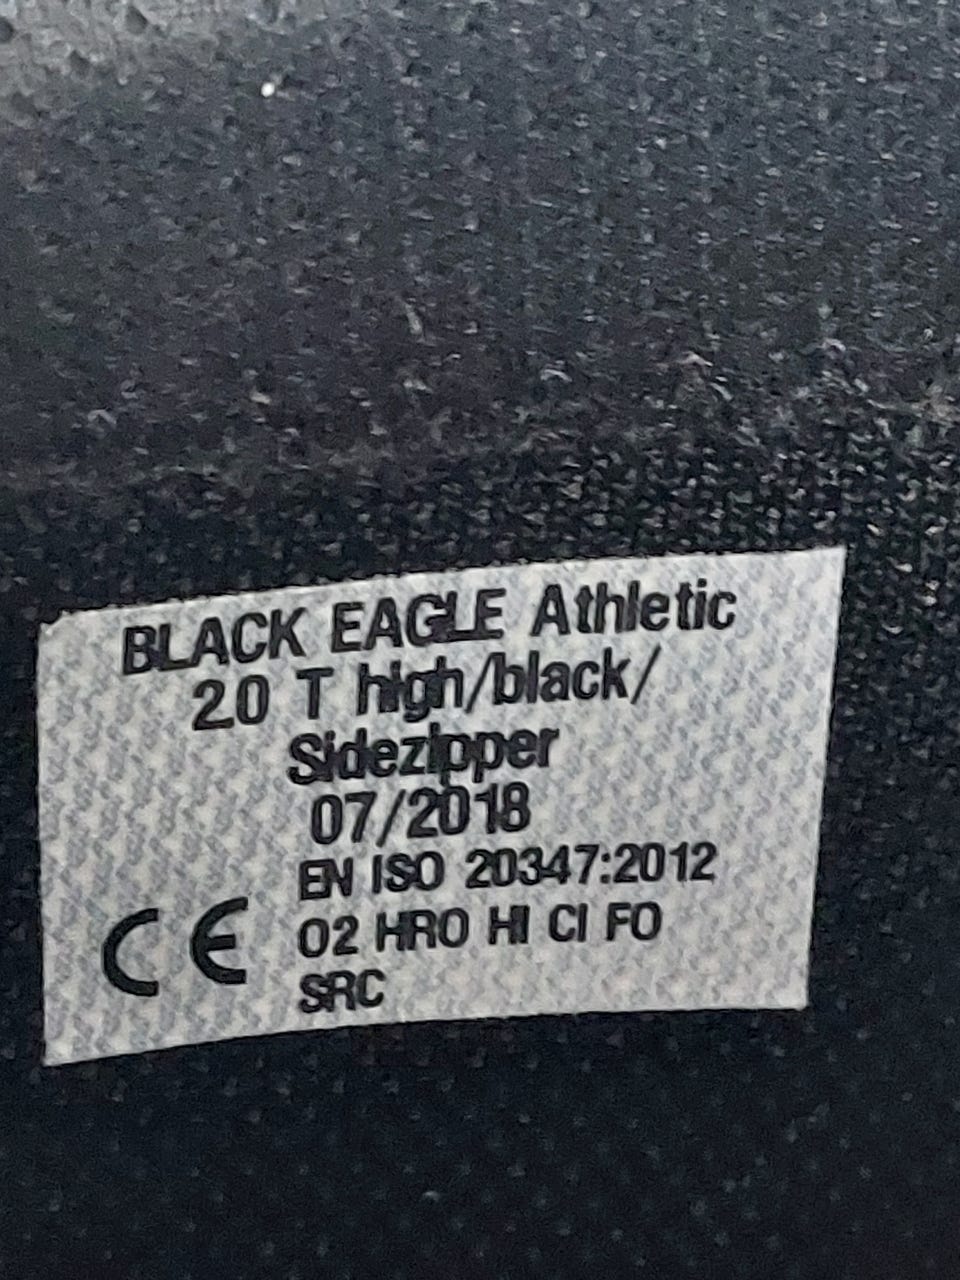 BLACK EAGLE Athletic
2.0 T high/black/
Sidezipper
07/2018
EN ISO 20347:2012
CE O2 HRO HI CI FO
SRC